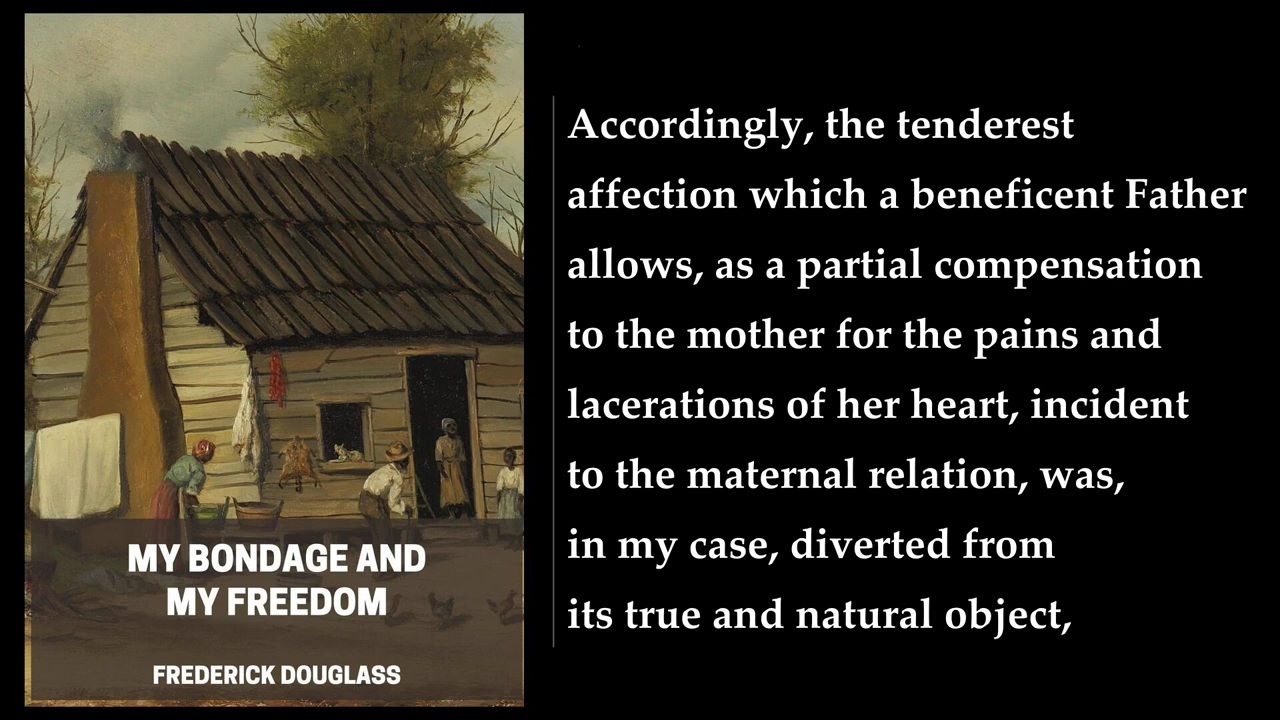 MY BONDAGE AND
MY FREEDOM
FREDERICK DOUGLASS
Accordingly, the tenderest
affection which a beneficent Father
allows, as a partial compensation
to the mother for the pains and
lacerations of her heart, incident
to the maternal relation, was,
in my case, diverted from
its true and natural object,